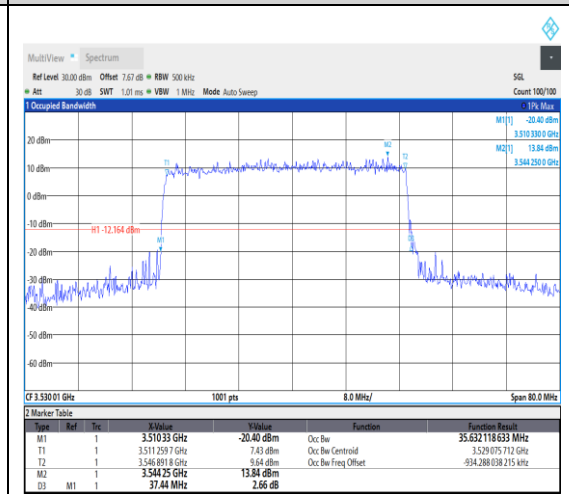 MultiView Spectrum
Ref Level 30.00 dBm Offset 7.67 dB RBW 500 kHz SGL
Att 30 dB SWT 1.01 ms VBW 1 MHz Mode Auto Sweep Count 100/100
1 Occupied Bandwidth 1Pk Max
M1[1] -20.40 dBm
3.510 330 0 GHz
M2[1] 13.84 dBm
3.544 250 0 GHz
20 dBm
M2
T1 T2
10 dBm
0 dBm
-10 dBm
H1 -12.164 dBm
M1
-20 dBm
-30 dBm
-40 dBm
-50 dBm
-60 dBm
CF 3.530 01 GHz 1001 pts 8.0 MHz/ Span 80.0 MHz
2 Marker Table
Type Ref Trc X-Value Y-Value Function Function Result
M1 1 3.510 33 GHz -20.40 dBm Occ Bw 35.632 118 633 MHz
T1 1 3.511 259 7 GHz 7.43 dBm Occ Bw Centroid 3.529 075 712 GHz
T2 1 3.546 891 8 GHz 9.64 dBm Occ Bw Freq Offset -934.288 038 215 kHz
M2 1 3.544 25 GHz 13.84 dBm
D3 M1 1 37.44 MHz 2.66 dB